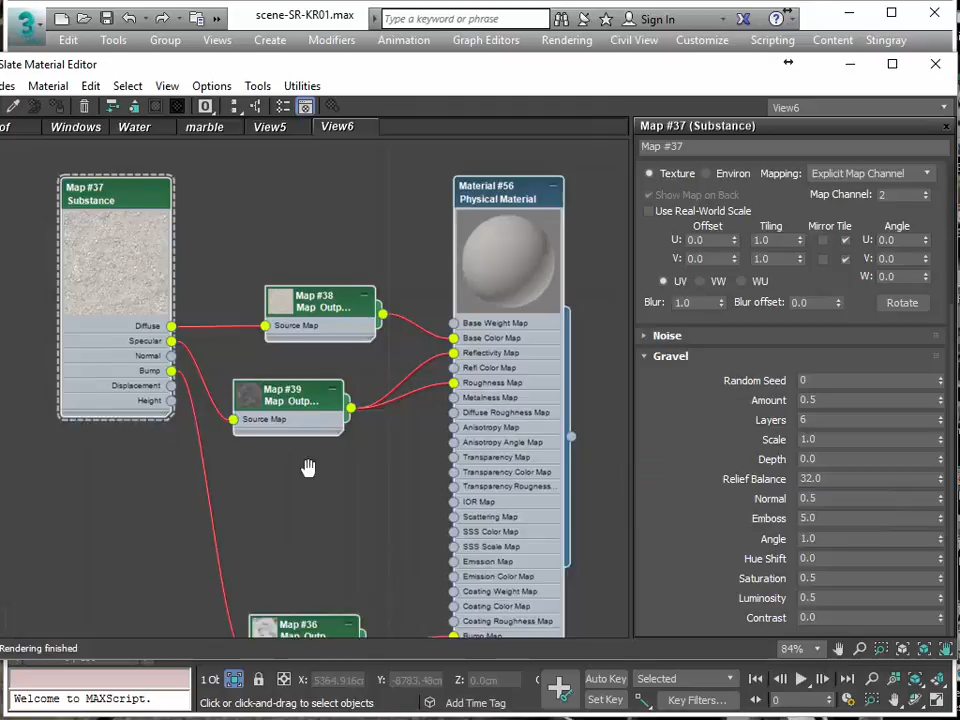 scene-SR-KR01.max
Type a keyword or phrase
Sign In
Edit Tools Group Views Create Modifiers Animation Graph Editors Rendering Civil View Customize Scripting Content Stingray
Slate Material Editor
des Material Edit Select View Options Tools Utilities
View6
of Windows Water marble View5 View6
Map #37 (Substance)
Map #37
Texture Environ Mapping: Explicit Map Channel
Show Map on Back Map Channel: 2
Use Real-World Scale
Offset Tiling Mirror Tile Angle
U: 0.0 1.0 U: 0.0
V: 0.0 1.0 V: 0.0
W: 0.0
UV VW WU
Blur: 1.0 Blur offset: 0.0 Rotate
Noise
Gravel
Random Seed 0
Amount 0.5
Layers 6
Scale 1.0
Depth 0.0
Relief Balance 32.0
Normal 0.5
Emboss 5.0
Angle 1.0
Hue Shift 0.0
Saturation 0.5
Luminosity 0.5
Contrast 0.0
Map #37
Substance
Diffuse
Specular
Normal
Bump
Displacement
Height
Map #38
Map Outp...
Source Map
Map #39
Map Outp...
Source Map
Map #36
Map Outp...
Material #56
Physical Material
Base Weight Map
Base Color Map
Reflectivity Map
Refl Color Map
Roughness Map
Metalness Map
Diffuse Roughness Map
Anisotropy Map
Anisotropy Angle Map
Transparency Map
Transparency Color Map
Transparency Rougness...
IOR Map
Scattering Map
SSS Color Map
SSS Scale Map
Emission Map
Emission Color Map
Coating Weight Map
Coating Color Map
Coating Roughness Map
Bump Map
Rendering finished
84%
1 Ob X: 5364.916cm Y: -8783.48cm Z: 0.0cm Auto Key Selected
Welcome to MAXScript. Click or click-and-drag to select objects Add Time Tag Set Key Key Filters... 0